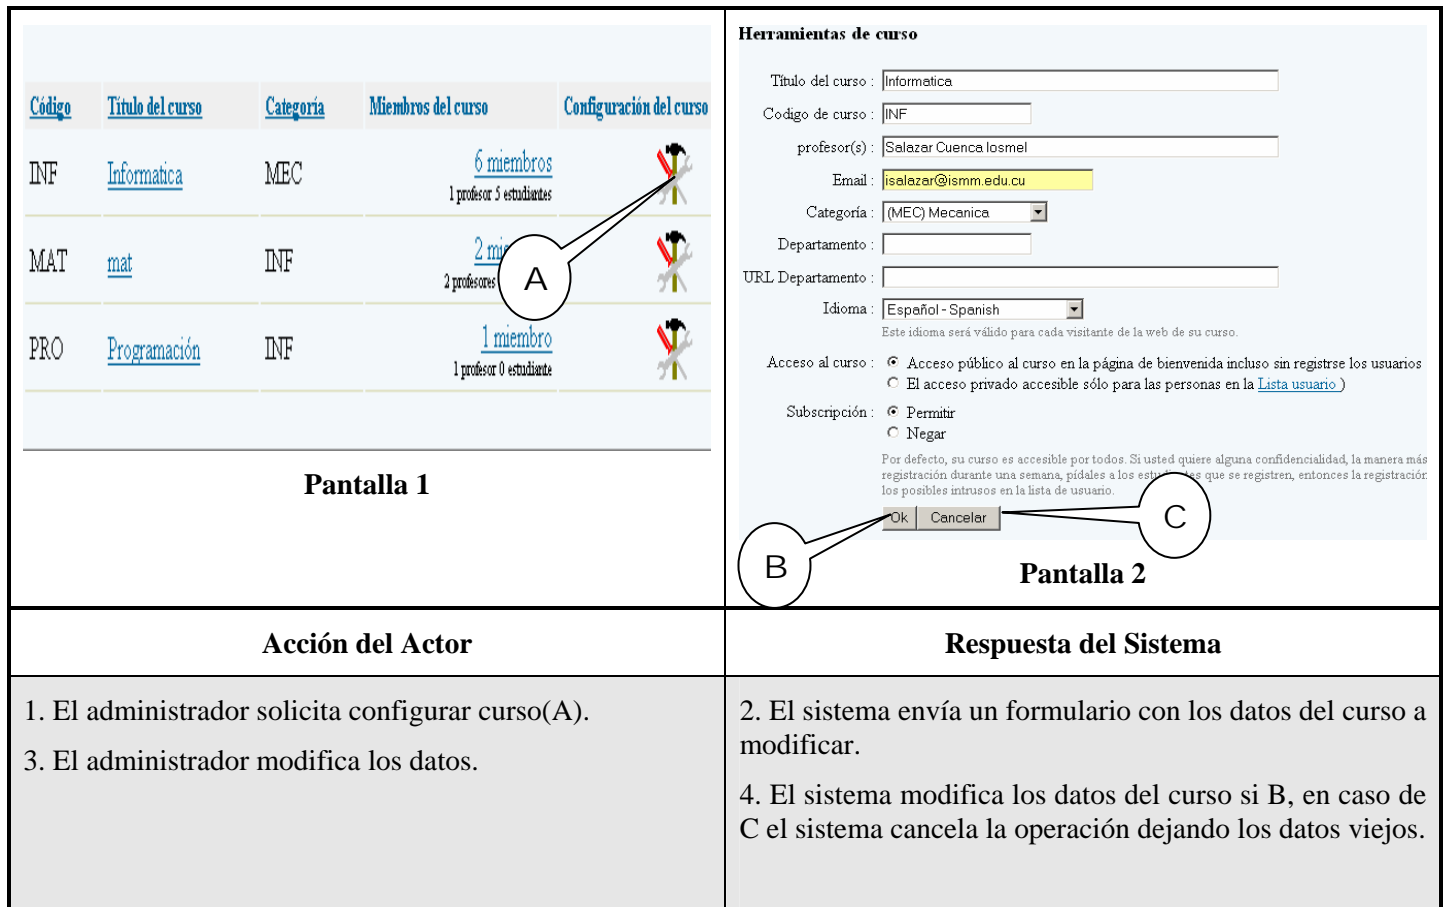 Código Título del curso Categoría Miembros del curso Configuración del curso
INF Informatica MEC 6 miembros
1 profesor 5 estudiantes
MAT mat INF 2
2 profesores
A
PRO Programación INF 1 miembro
1 profesor 0 estudiante
Pantalla 1
Herramientas de curso
Título del curso : Informatica
Codigo de curso : INF
profesor(s) : Salazar Cuenca Iosmel
Email : isalazar@ismm.edu.cu
Categoría : (MEC) Mecanica
Departamento :
URL Departamento :
Idioma : Español - Spanish
Este idioma será válido para cada visitante de la web de su curso.
Acceso al curso : Acceso público al curso en la página de bienvenida incluso sin registrse los usuarios
El acceso privado accesible sólo para las personas en la Lista usuario )
Subscripción : Permitir
Negar
Por defecto, su curso es accesible por todos. Si usted quiere alguna confidencialidad, la manera más
registración durante una semana, pídales a los estudiantes que se registren, entonces la registración
los posibles intrusos en la lista de usuario.
Ok Cancelar
C
B
Pantalla 2
Acción del Actor
Respuesta del Sistema
1. El administrador solicita configurar curso(A).
3. El administrador modifica los datos.
2. El sistema envía un formulario con los datos del curso a
modificar.
4. El sistema modifica los datos del curso si B, en caso de
C el sistema cancela la operación dejando los datos viejos.